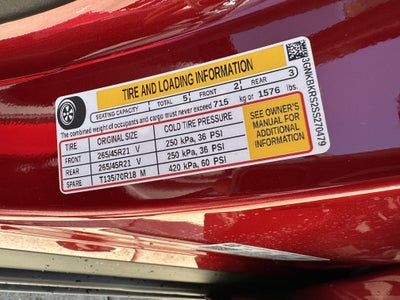 TIRE AND LOADING INFORMATION
SEATING CAPACITY TOTAL 5 FRONT 2 REAR 3
The combined weight of occupants and cargo must never exceed 715 kg or 1576 lbs.
TIRE ORIGINAL SIZE COLD TIRE PRESSURE
FRONT 265/45R21 V 250 kPa, 36 PSI
REAR 265/45R21 V 250 kPa, 36 PSI
SPARE T135/70R18 M 420 kPa, 60 PSI
SEE OWNER'S
MANUAL FOR
ADDITIONAL
INFORMATION
3GNKBKRS2SS270479